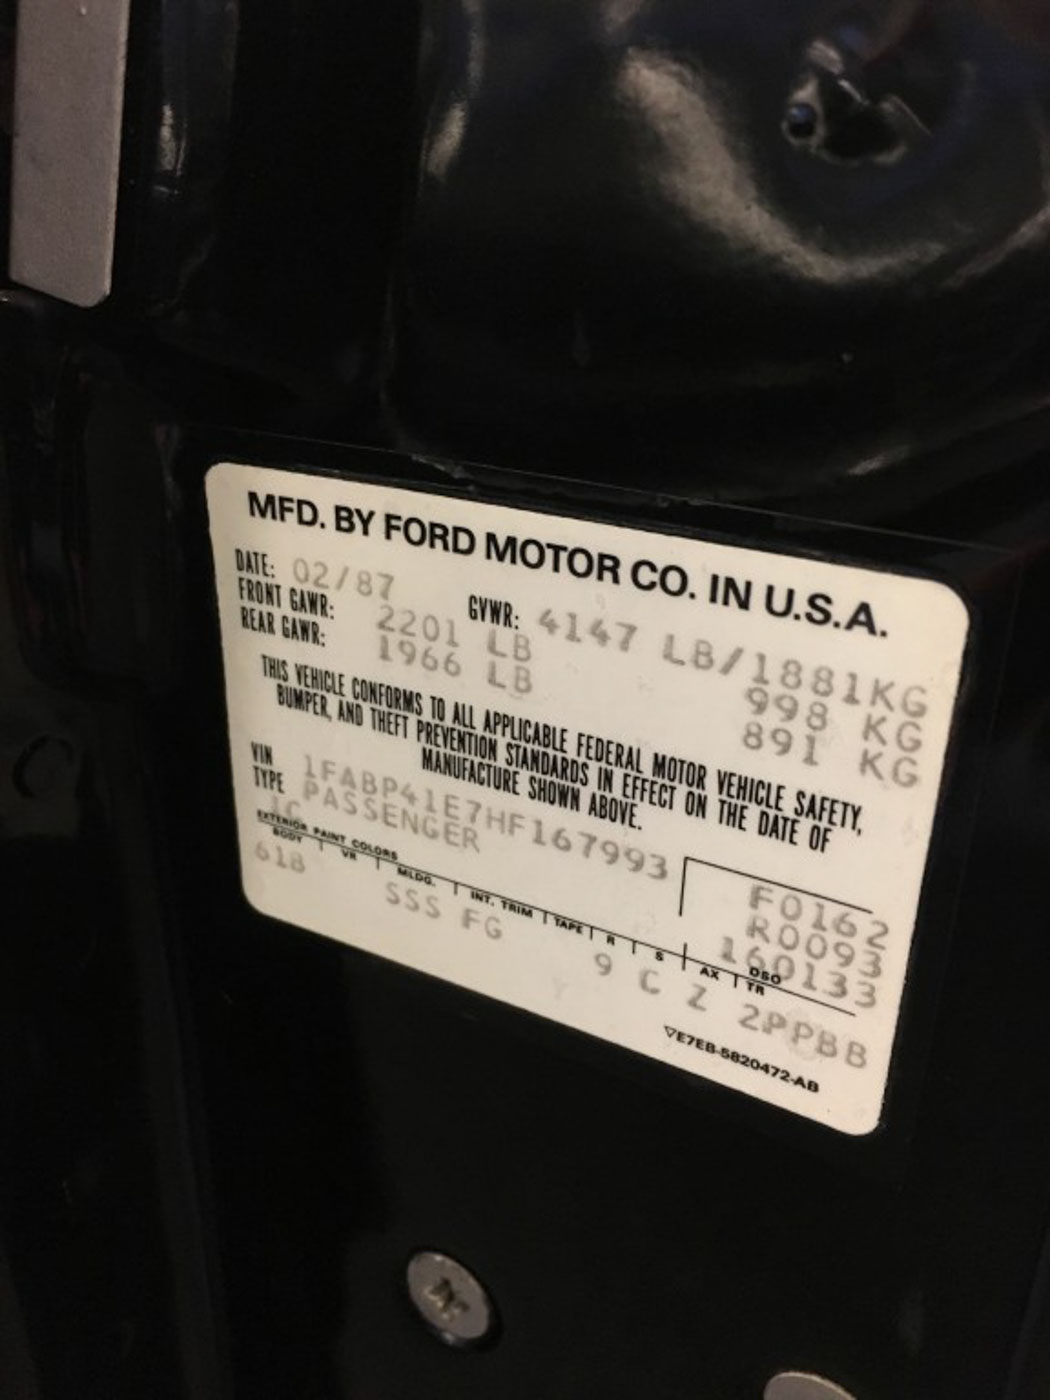 MFD. BY FORD MOTOR CO. IN U.S.A.
DATE: 02/87 GVWR: 4147 LB/1881KG
FRONT GAWR: 2201 LB 998 KG
REAR GAWR: 1966 LB 891 KG
THIS VEHICLE CONFORMS TO ALL APPLICABLE FEDERAL MOTOR VEHICLE SAFETY,
BUMPER, AND THEFT PREVENTION STANDARDS IN EFFECT ON THE DATE OF
MANUFACTURE SHOWN ABOVE.
VIN 1FABP41E7HF167993
TYPE PASSENGER
F0162
R0093
1C
160133
EXTERIOR PAINT COLORS DSO
BODY VR MLDG. INT. TRIM TAPE R S AX TR
61B SSS FG 9 C Z 2PPBB
▽E7EB-5820472-AB